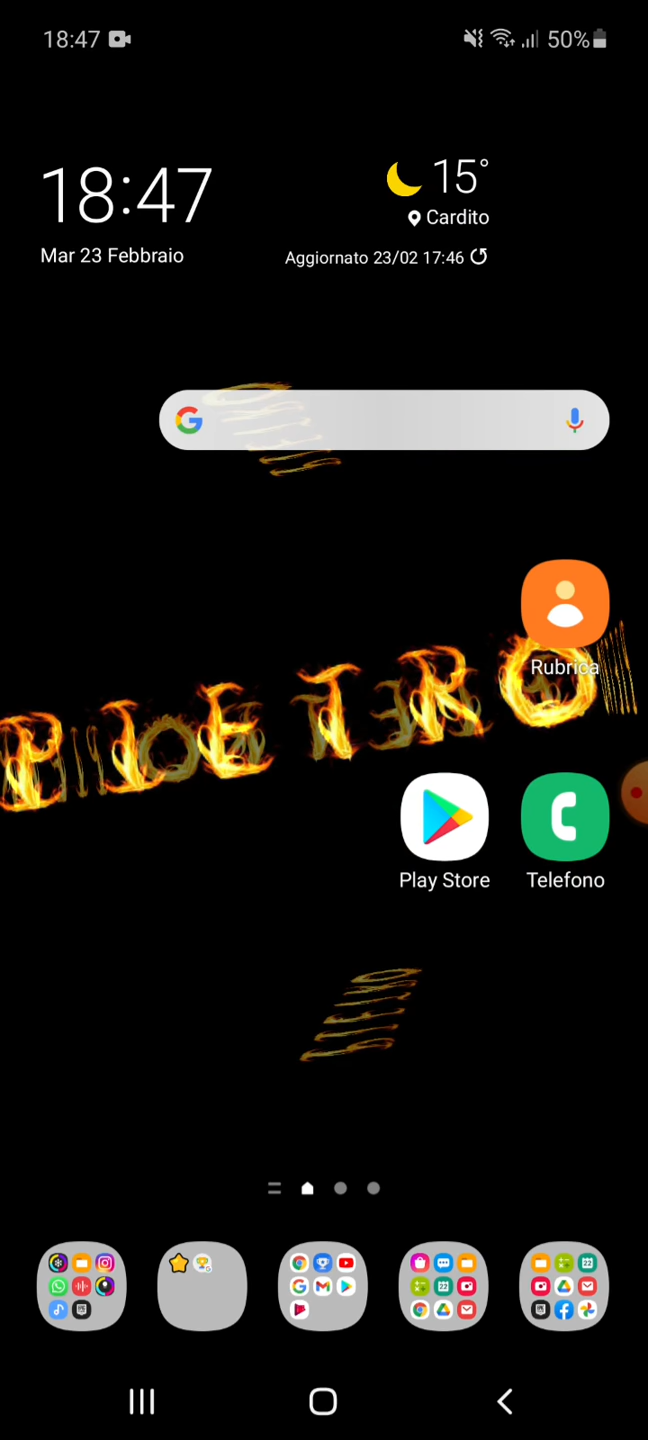 18:47
50%
18:47
15°
Cardito
Mar 23 Febbraio
Aggiornato 23/02 17:46
Rubrica
PIETRO
Play Store
Telefono